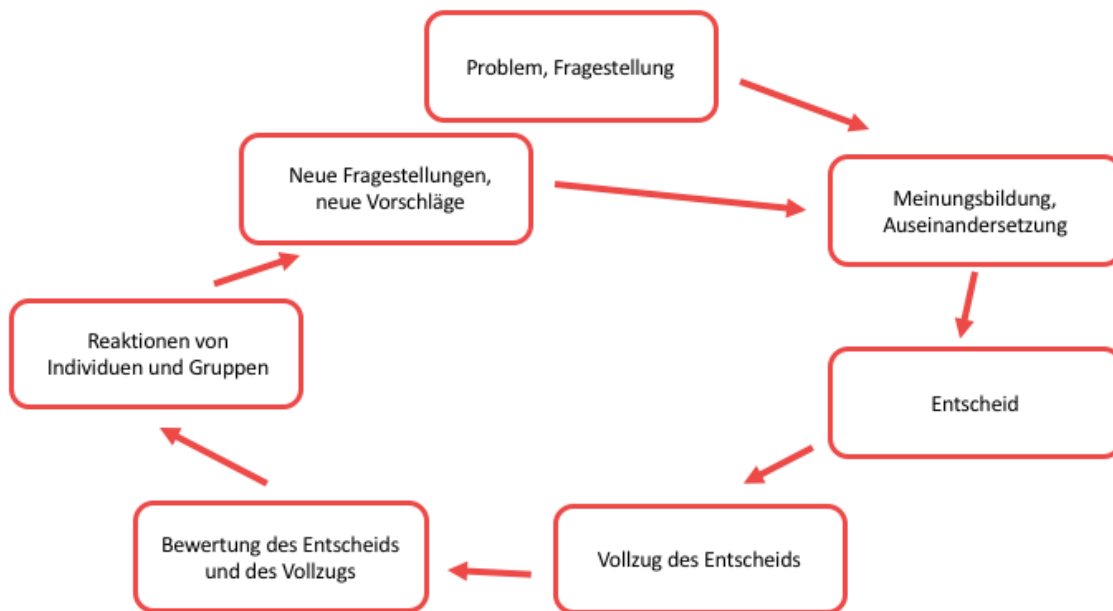 Problem, Fragestellung
Neue Fragestellungen,
neue Vorschläge
Meinungsbildung,
Auseinandersetzung
Reaktionen von
Individuen und Gruppen
Entscheid
Bewertung des Entscheids
und des Vollzugs
Vollzug des Entscheids